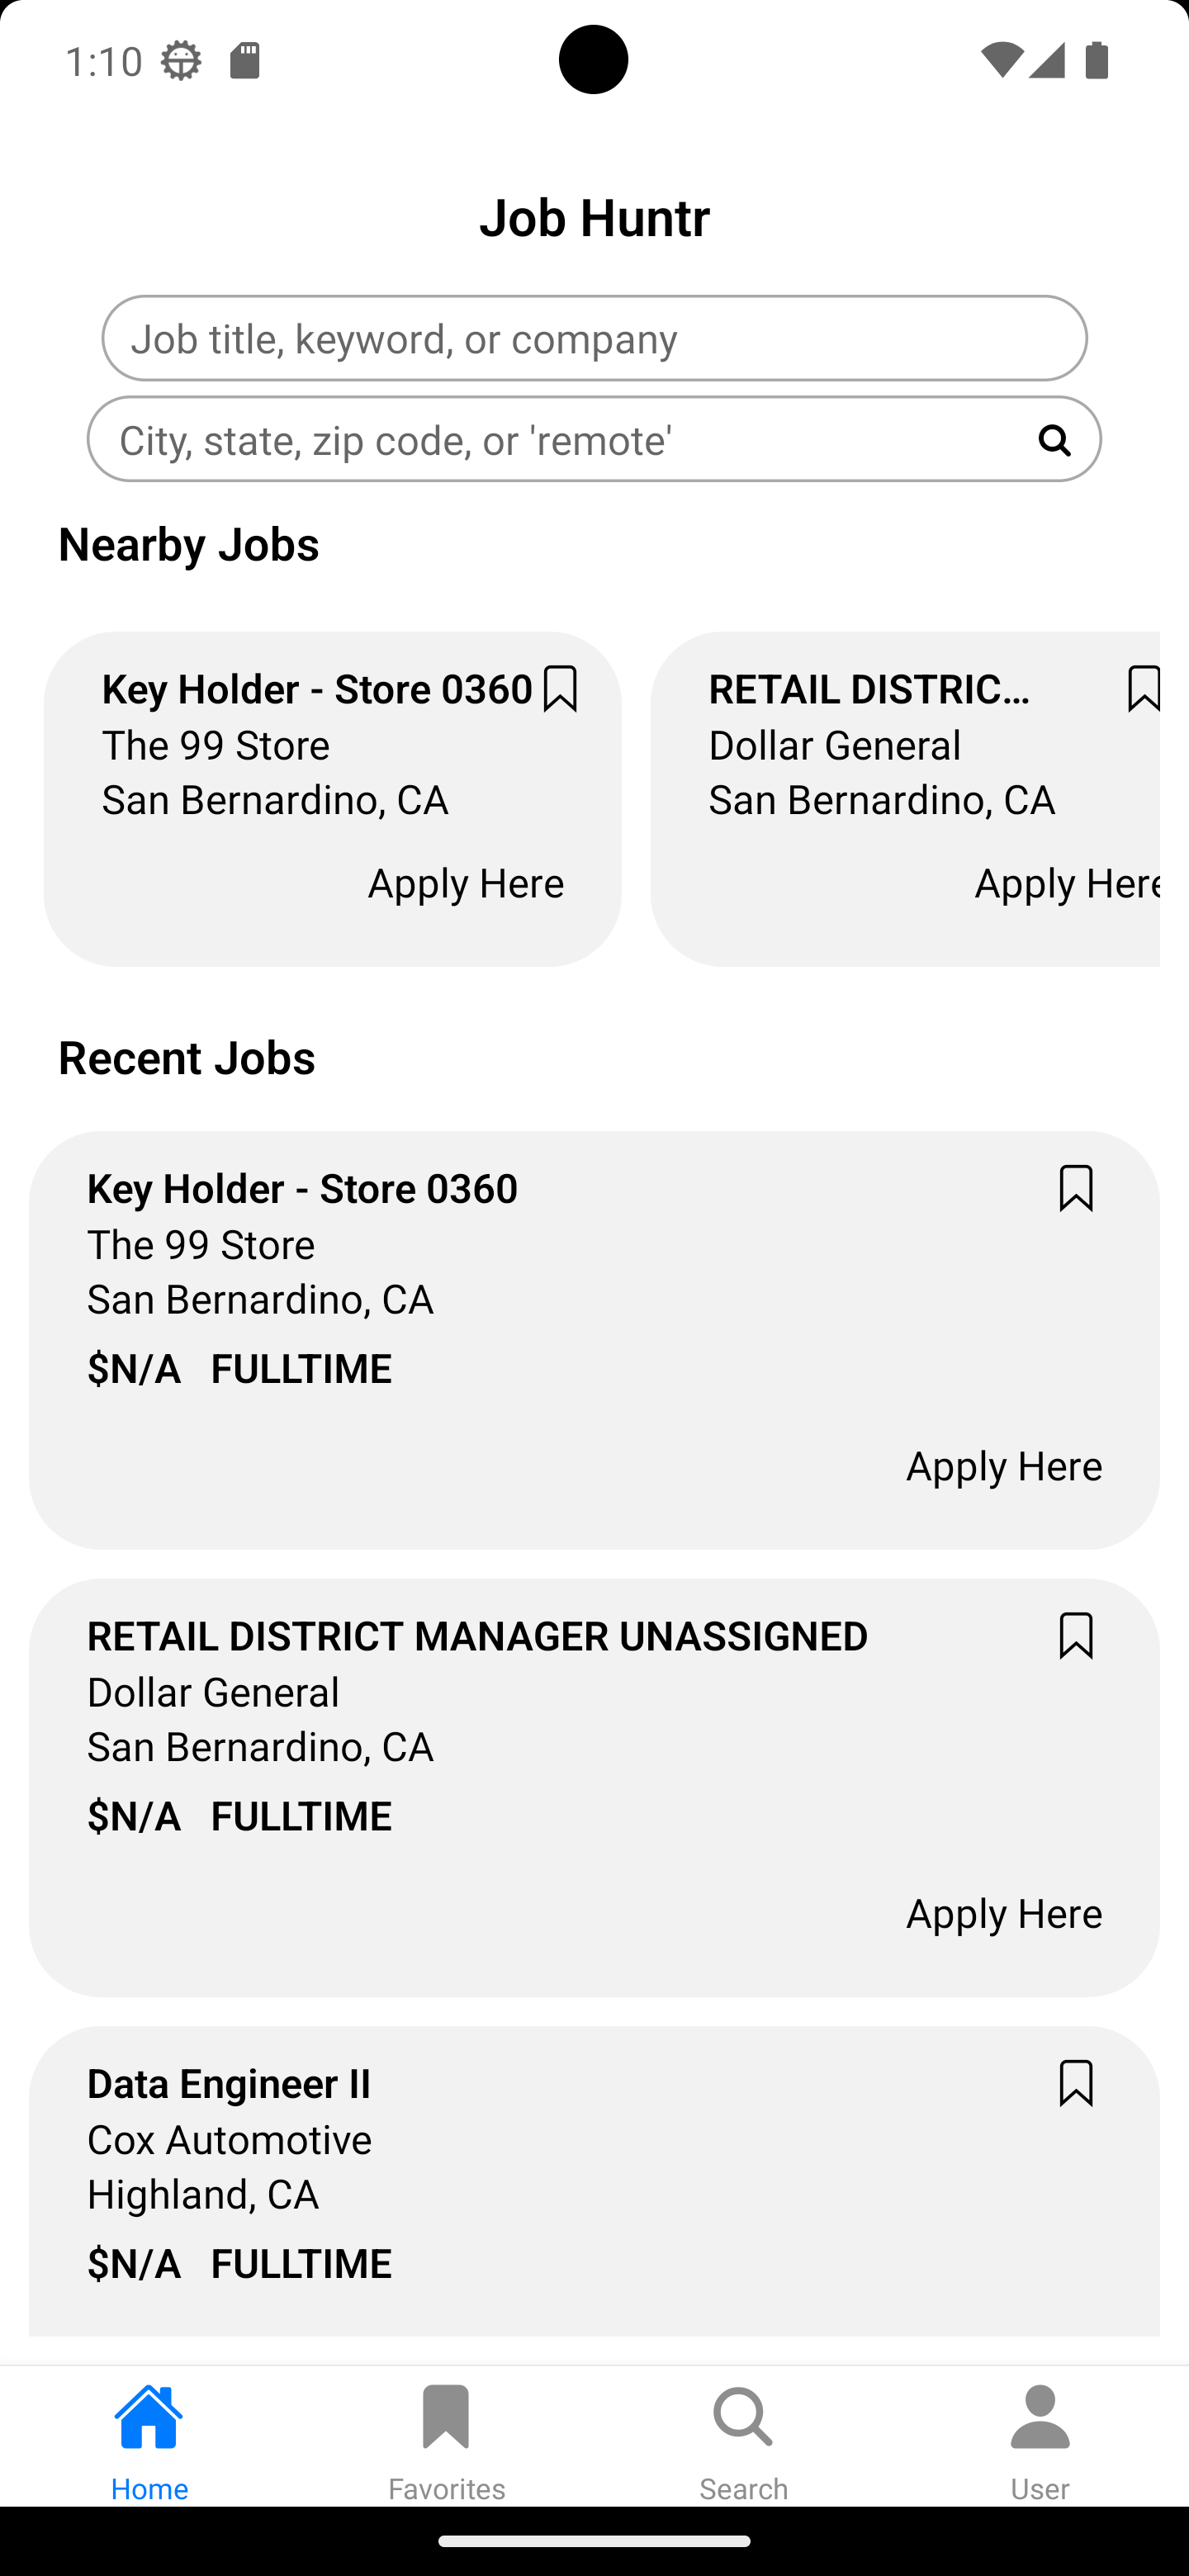 1:10
Job Huntr
Job title, keyword, or company
City, state, zip code, or 'remote'
Nearby Jobs
Key Holder - Store 0360
The 99 Store
San Bernardino, CA
Apply Here
RETAIL DISTRIC...
Dollar General
San Bernardino, CA
Apply Here
Recent Jobs
Key Holder - Store 0360
The 99 Store
San Bernardino, CA
$N/A FULLTIME
Apply Here
RETAIL DISTRICT MANAGER UNASSIGNED
Dollar General
San Bernardino, CA
$N/A FULLTIME
Apply Here
Data Engineer II
Cox Automotive
Highland, CA
$N/A FULLTIME
Home
Favorites
Search
User